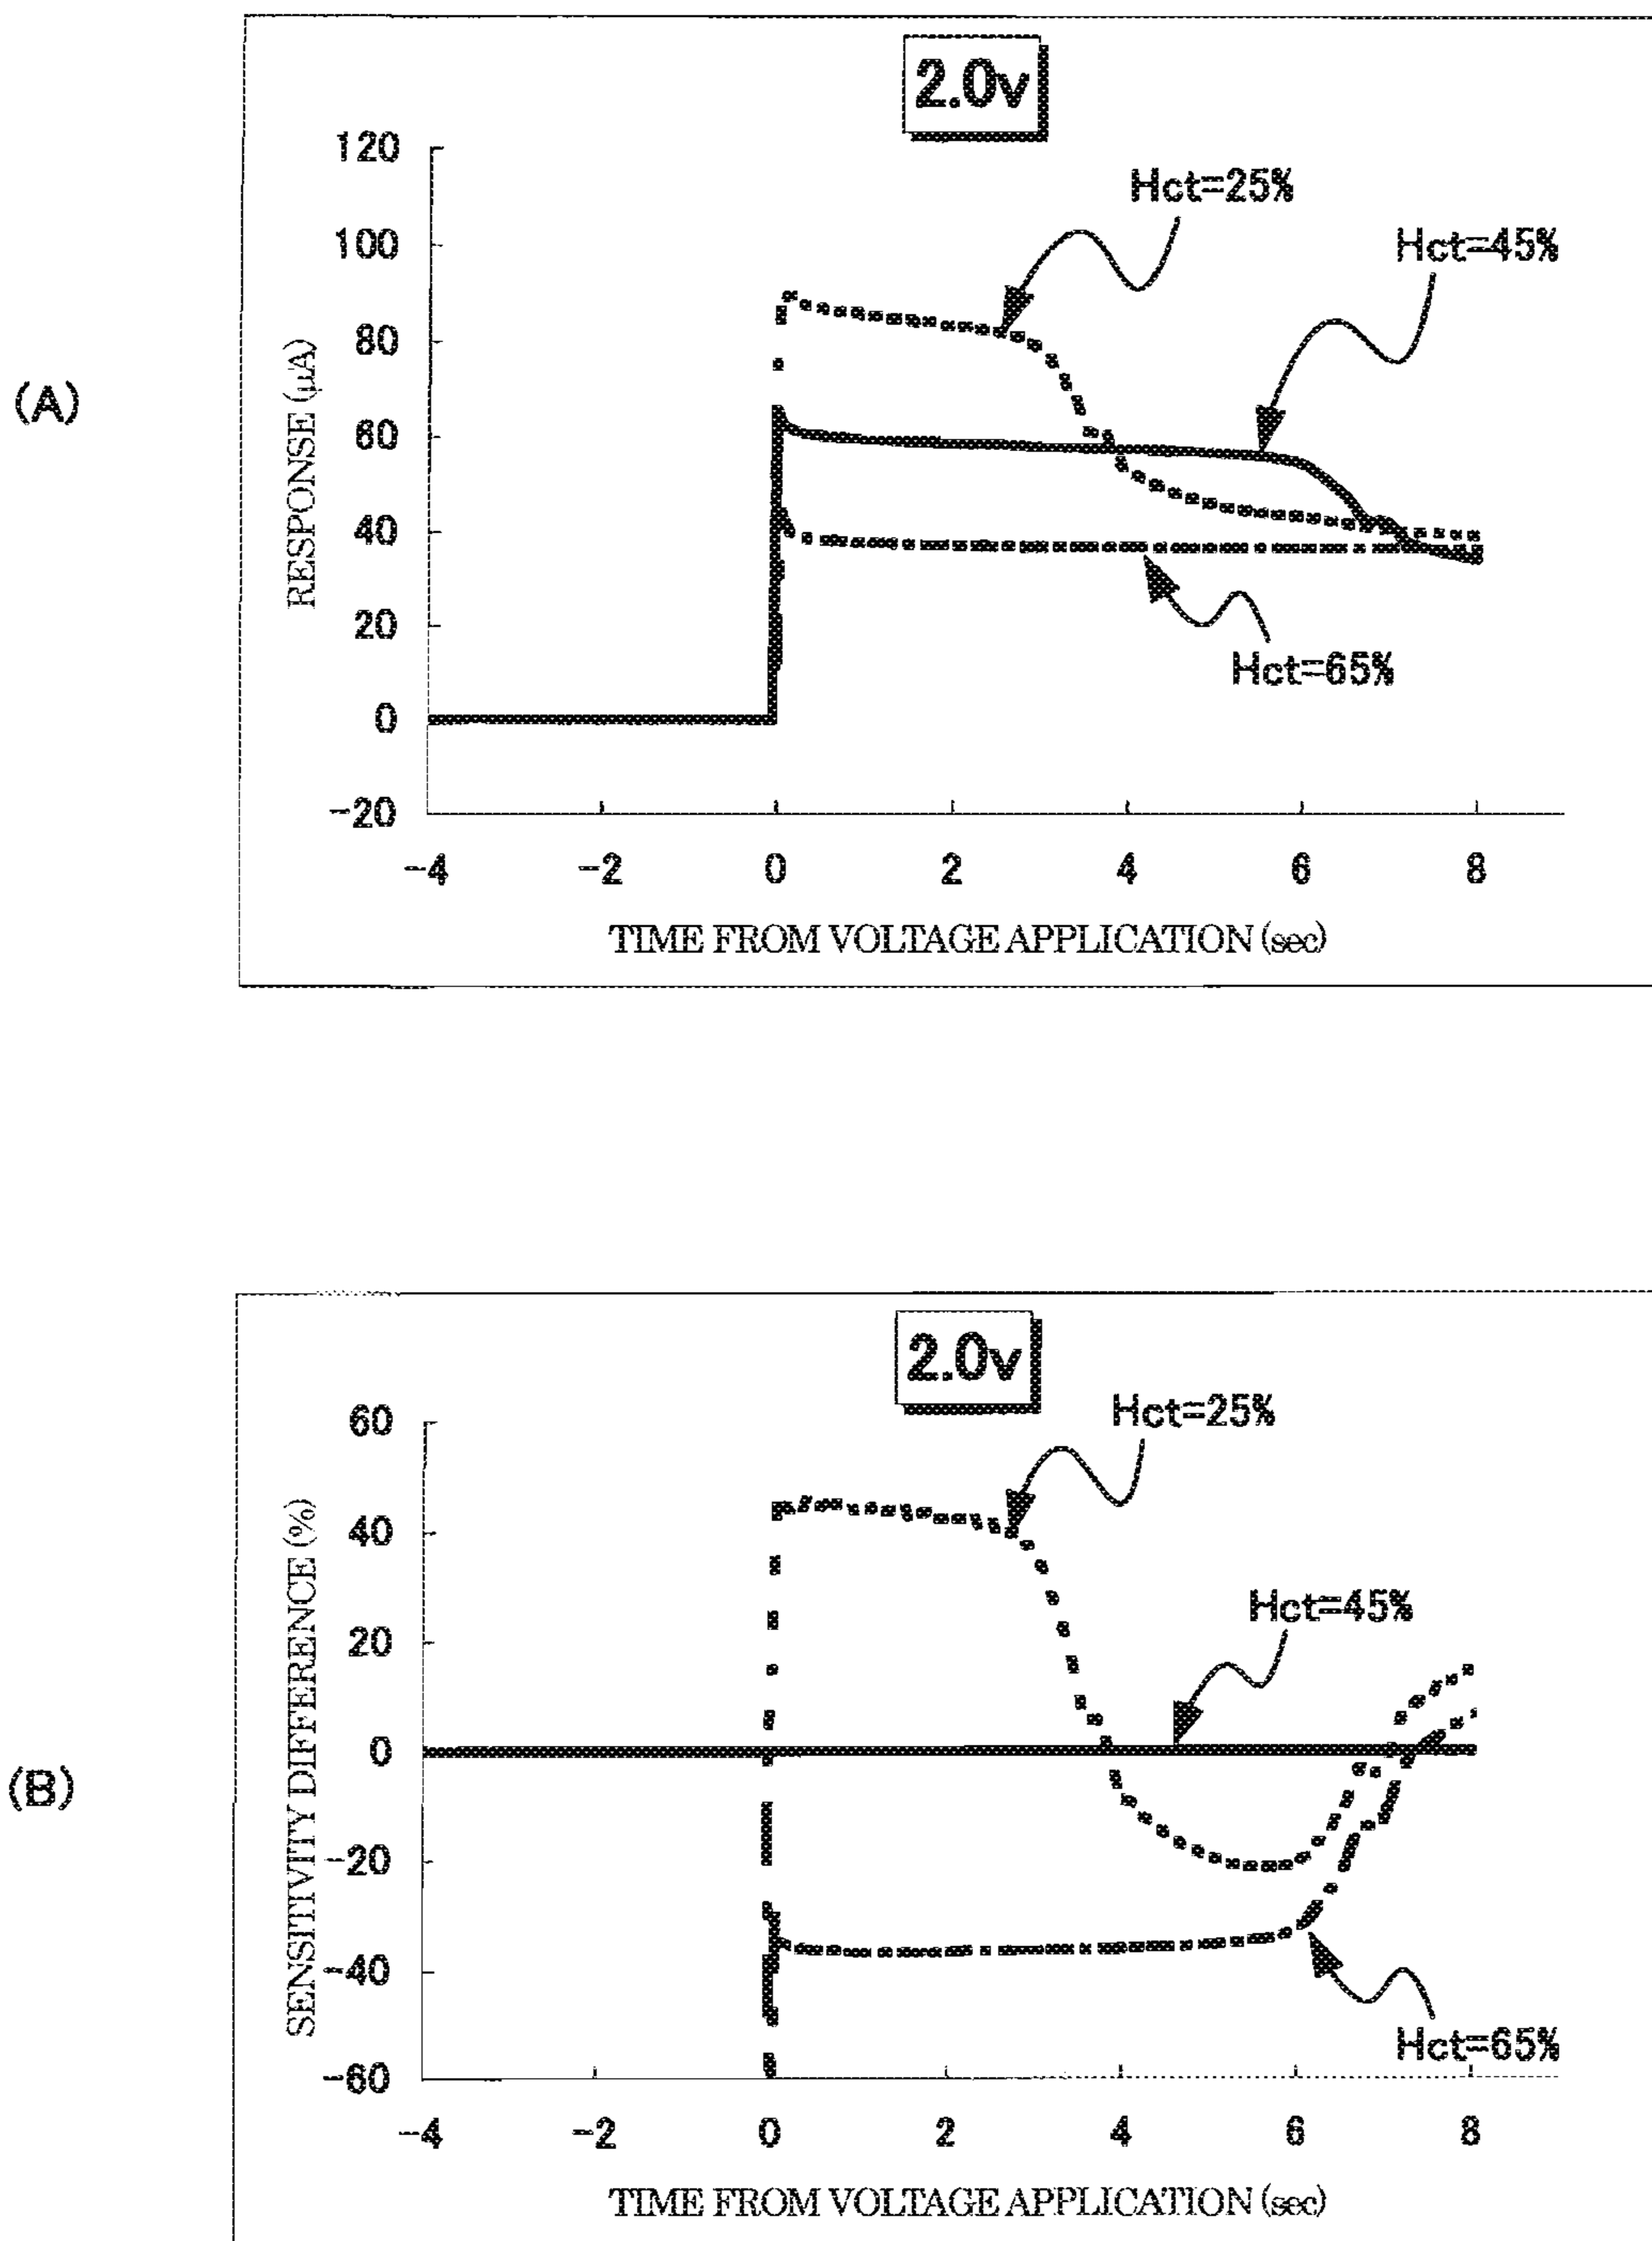 (A)
2.0v
120
100
80
60
40
20
0
-20
RESPONSE (μA)
Hct=25%
Hct=45%
Hct=65%
-4 -2 0 2 4 6 8
TIME FROM VOLTAGE APPLICATION (sec)
(B)
2.0v
60
40
20
0
-20
-40
-60
SENSITIVITY DIFFERENCE (%)
Hct=25%
Hct=45%
Hct=65%
-4 -2 0 2 4 6 8
TIME FROM VOLTAGE APPLICATION (sec)